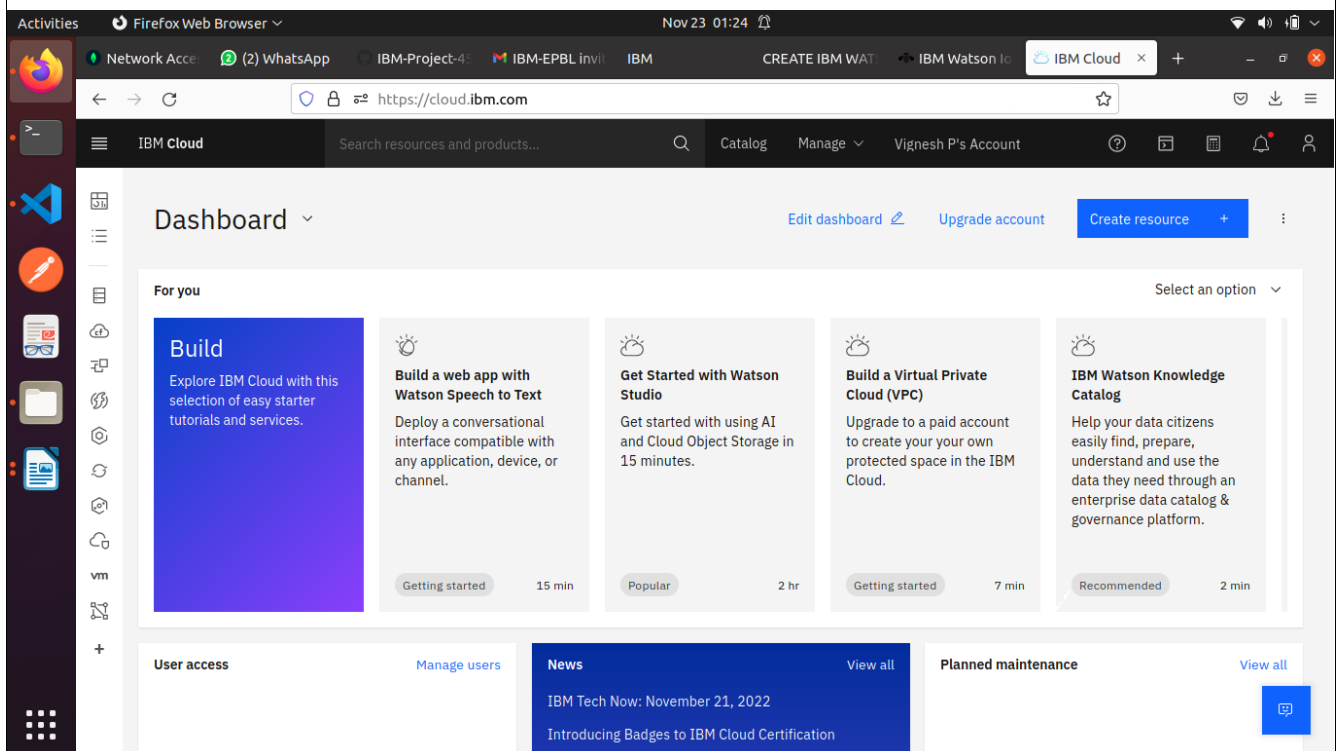 Activities
Firefox Web Browser
Nov 23 01:24
Network Acce
(2) WhatsApp
IBM-Project-45
IBM-EPBL invi
IBM
CREATE IBM WAT
IBM Watson Io
IBM Cloud
https://cloud.ibm.com
IBM Cloud
Search resources and products...
Catalog
Manage
Vignesh P's Account
Dashboard
Edit dashboard
Upgrade account
Create resource +
For you
Select an option
Build
Explore IBM Cloud with this
selection of easy starter
tutorials and services.
Build a web app with
Watson Speech to Text
Deploy a conversational
interface compatible with
any application, device, or
channel.
Getting started
15 min
Get Started with Watson
Studio
Get started with using AI
and Cloud Object Storage in
15 minutes.
Popular
2 hr
Build a Virtual Private
Cloud (VPC)
Upgrade to a paid account
to create your your own
protected space in the IBM
Cloud.
Getting started
7 min
IBM Watson Knowledge
Catalog
Help your data citizens
easily find, prepare,
understand and use the
data they need through an
enterprise data catalog &
governance platform.
Recommended
2 min
vm
User access
Manage users
News
View all
IBM Tech Now: November 21, 2022
Introducing Badges to IBM Cloud Certification
Planned maintenance
View all